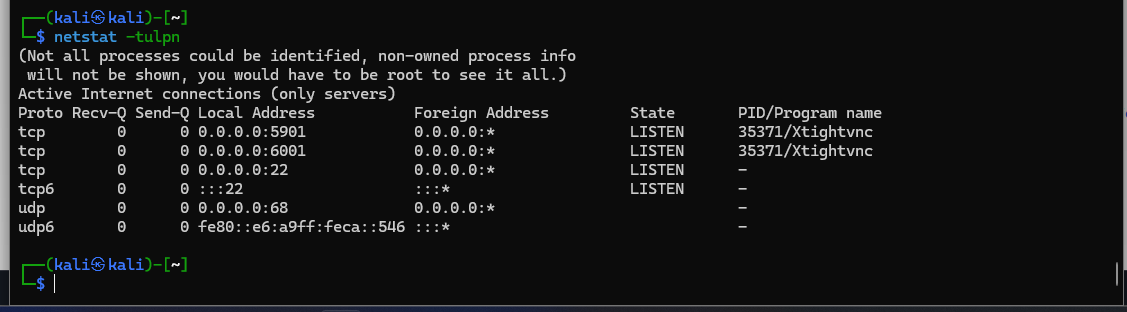 ┌──(kali㉿kali)-[~]
└─$ netstat -tulpn
(Not all processes could be identified, non-owned process info
 will not be shown, you would have to be root to see it all.)
Active Internet connections (only servers)
Proto Recv-Q Send-Q Local Address           Foreign Address         State       PID/Program name
tcp        0      0 0.0.0.0:5901            0.0.0.0:*               LISTEN      35371/Xtightvnc
tcp        0      0 0.0.0.0:6001            0.0.0.0:*               LISTEN      35371/Xtightvnc
tcp        0      0 0.0.0.0:22              0.0.0.0:*               LISTEN      -
tcp6       0      0 :::22                   :::*                    LISTEN      -
udp        0      0 0.0.0.0:68              0.0.0.0:*                           -
udp6       0      0 fe80::e6:a9ff:feca::546 :::*                                -
┌──(kali㉿kali)-[~]
└─$